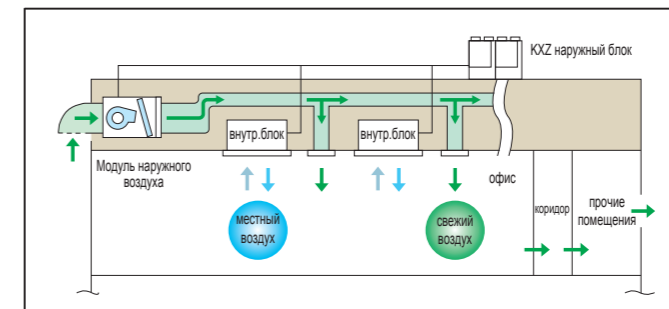 KXZ наружный блок
внутр.блок
внутр.блок
Модуль наружного
воздуха
офис
местный
воздух
свежий
воздух
коридор
прочие
помещения